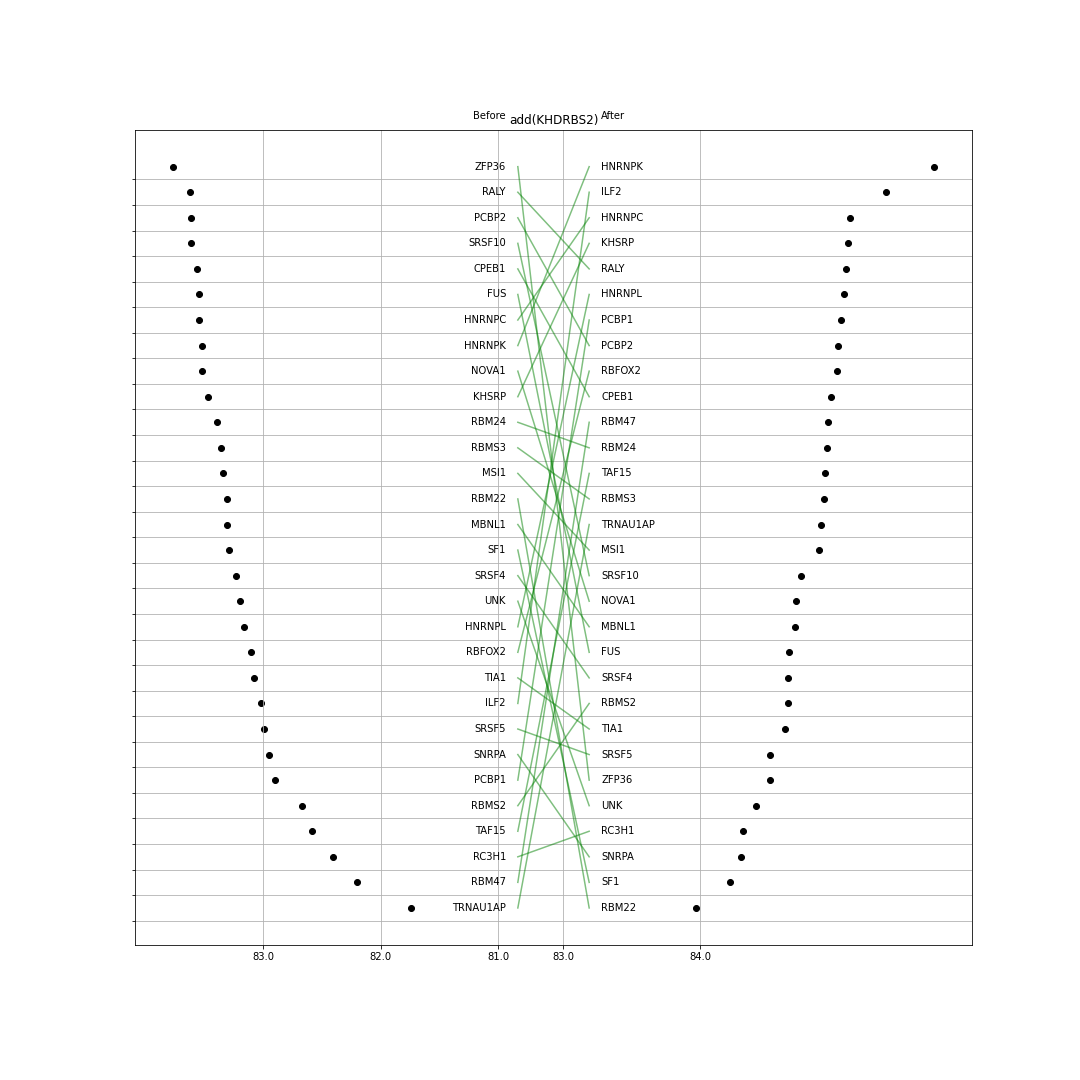 Before add(KHDRBS2) After
ZFP36 HNRNPK
RALY ILF2
PCBP2 HNRNPC
SRSF10 KHSRP
CPEB1 RALY
FUS HNRNPL
HNRNPC PCBP1
HNRNPK PCBP2
NOVA1 RBFOX2
KHSRP CPEB1
RBM24 RBM47
RBMS3 RBM24
MSI1 TAF15
RBM22 RBMS3
MBNL1 TRNAU1AP
SF1 MSI1
SRSF4 SRSF10
UNK NOVA1
HNRNPL MBNL1
RBFOX2 FUS
TIA1 SRSF4
ILF2 RBMS2
SRSF5 TIA1
SNRPA SRSF5
PCBP1 ZFP36
RBMS2 UNK
TAF15 RC3H1
RC3H1 SNRPA
RBM47 SF1
TRNAU1AP RBM22
83.0 82.0 81.0 83.0 84.0